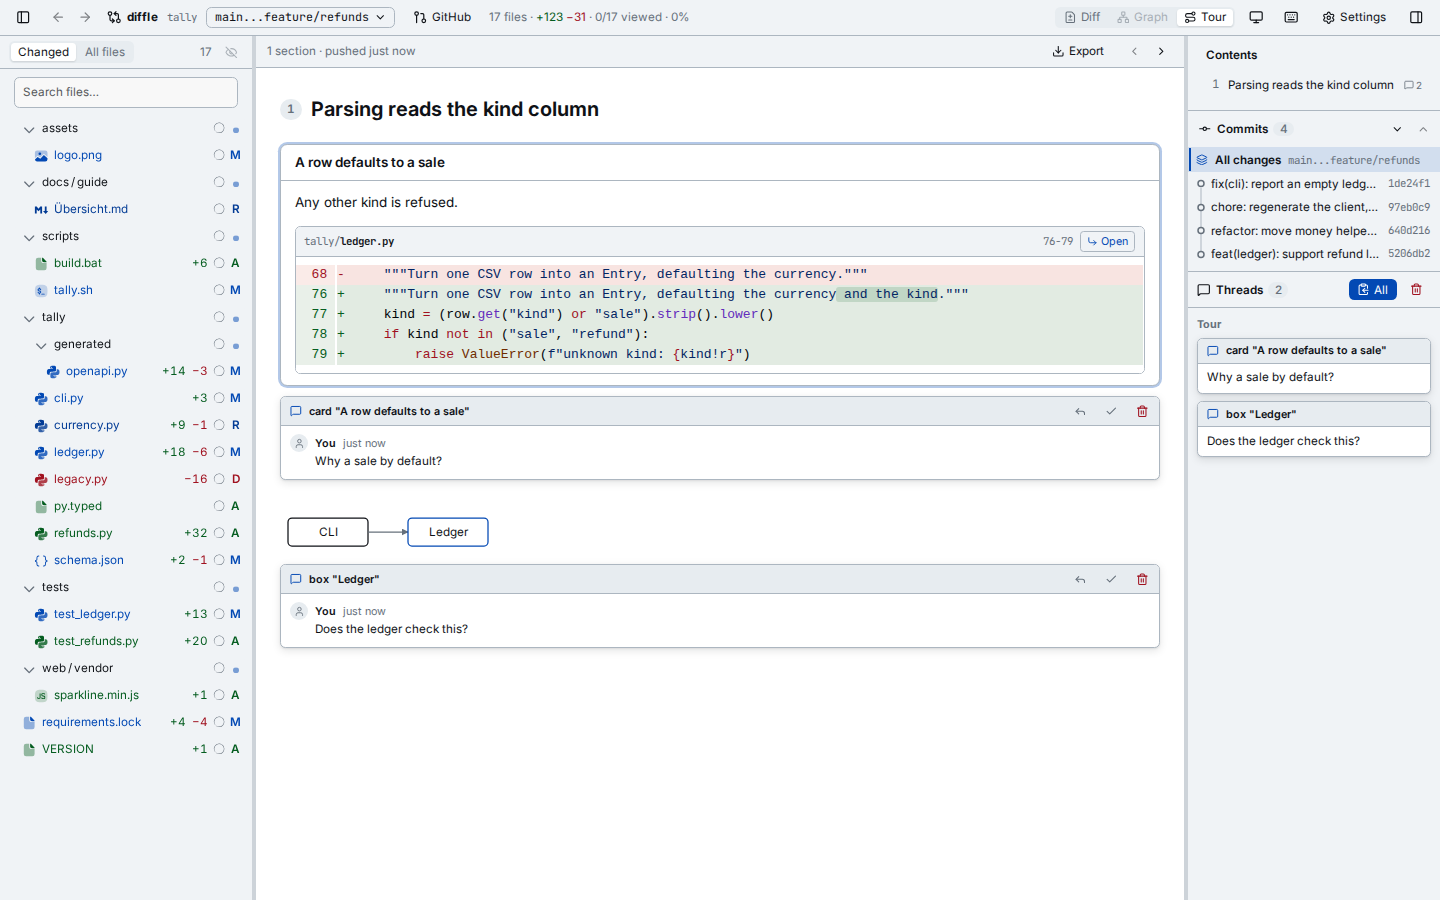 diffle tally main...feature/refunds GitHub 17 files · +123 −31 · 0/17 viewed · 0% Diff Graph Tour Settings
Changed All files 17
Search files...
assets
logo.png M
docs/guide
Übersicht.md R
scripts
build.bat +6 A
tally.sh M
tally
generated
openapi.py +14 −3 M
cli.py +3 M
currency.py +9 −1 R
ledger.py +18 −6 M
legacy.py −16 D
py.typed A
refunds.py +32 A
schema.json +2 −1 M
tests
test_ledger.py +13 M
test_refunds.py +20 A
web/vendor
sparkline.min.js +1 A
requirements.lock +4 −4 M
VERSION +1 A
1 section · pushed just now Export
1 Parsing reads the kind column
A row defaults to a sale
Any other kind is refused.
tally/ledger.py 76-79 Open
68 - """Turn one CSV row into an Entry, defaulting the currency."""
76 + """Turn one CSV row into an Entry, defaulting the currency and the kind."""
77 + kind = (row.get("kind") or "sale").strip().lower()
78 + if kind not in ("sale", "refund"):
79 + raise ValueError(f"unknown kind: {kind!r}")
card "A row defaults to a sale"
You just now
Why a sale by default?
CLI Ledger
box "Ledger"
You just now
Does the ledger check this?
Contents
1 Parsing reads the kind column 2
Commits 4
All changes main...feature/refunds
fix(cli): report an empty ledg... 1de24f1
chore: regenerate the client,... 97eb0c9
refactor: move money helpe... 640d216
feat(ledger): support refund l... 5206db2
Threads 2 All
Tour
card "A row defaults to a sale"
Why a sale by default?
box "Ledger"
Does the ledger check this?